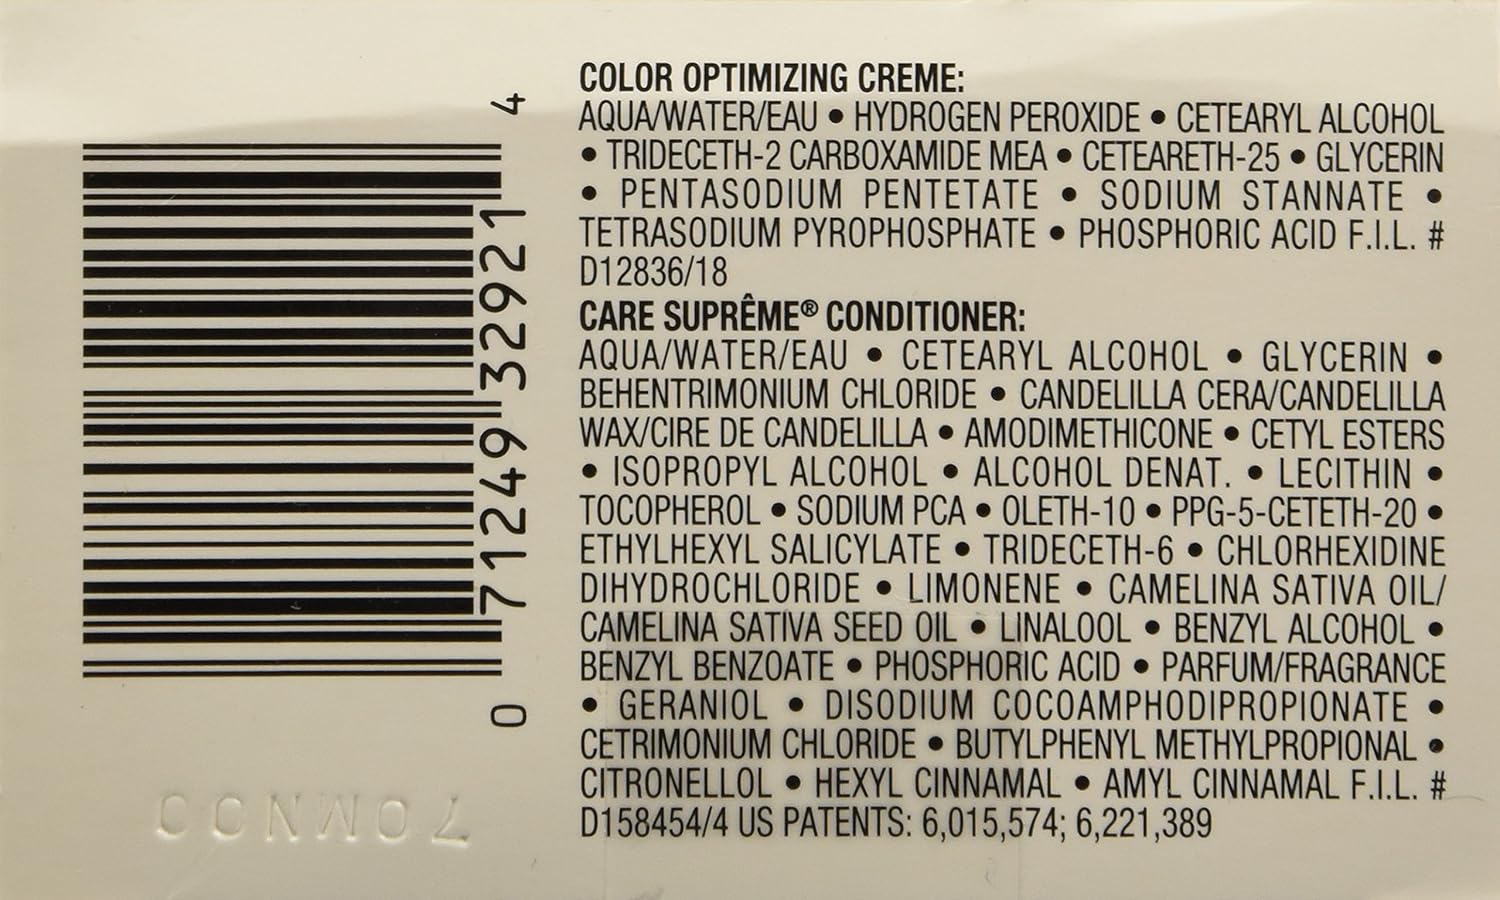 COLOR OPTIMIZING CREME:
AQUA/WATER/EAU • HYDROGEN PEROXIDE • CETEARYL ALCOHOL
• TRIDECETH-2 CARBOXAMIDE MEA • CETEARETH-25 • GLYCERIN
• PENTASODIUM PENTETATE • SODIUM STANNATE •
TETRASODIUM PYROPHOSPHATE • PHOSPHORIC ACID F.I.L. #
D12836/18
CARE SUPRÊME® CONDITIONER:
AQUA/WATER/EAU • CETEARYL ALCOHOL • GLYCERIN •
BEHENTRIMONIUM CHLORIDE • CANDELILLA CERA/CANDELILLA
WAX/CIRE DE CANDELILLA • AMODIMETHICONE • CETYL ESTERS
• ISOPROPYL ALCOHOL • ALCOHOL DENAT. • LECITHIN •
TOCOPHEROL • SODIUM PCA • OLETH-10 • PPG-5-CETETH-20 •
ETHYLHEXYL SALICYLATE • TRIDECETH-6 • CHLORHEXIDINE
DIHYDROCHLORIDE • LIMONENE • CAMELINA SATIVA OIL/
CAMELINA SATIVA SEED OIL • LINALOOL • BENZYL ALCOHOL •
BENZYL BENZOATE • PHOSPHORIC ACID • PARFUM/FRAGRANCE
• GERANIOL • DISODIUM COCOAMPHODIPROPIONATE •
CETRIMONIUM CHLORIDE • BUTYLPHENYL METHYLPROPIONAL •
CITRONELLOL • HEXYL CINNAMAL • AMYL CINNAMAL F.I.L. #
D158454/4 US PATENTS: 6,015,574; 6,221,389
0 71249 32921 4